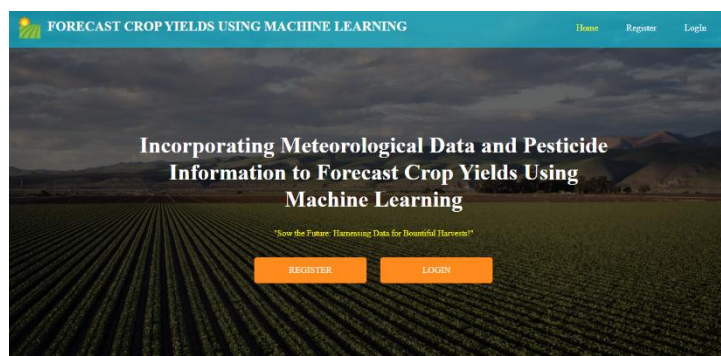 FORECAST CROP YIELDS USING MACHINE LEARNING
Home Register LogIn
Incorporating Meteorological Data and Pesticide
Information to Forecast Crop Yields Using
Machine Learning
"Sow the Future: Harnessing Data for Bountiful Harvests!"
REGISTER LOGIN